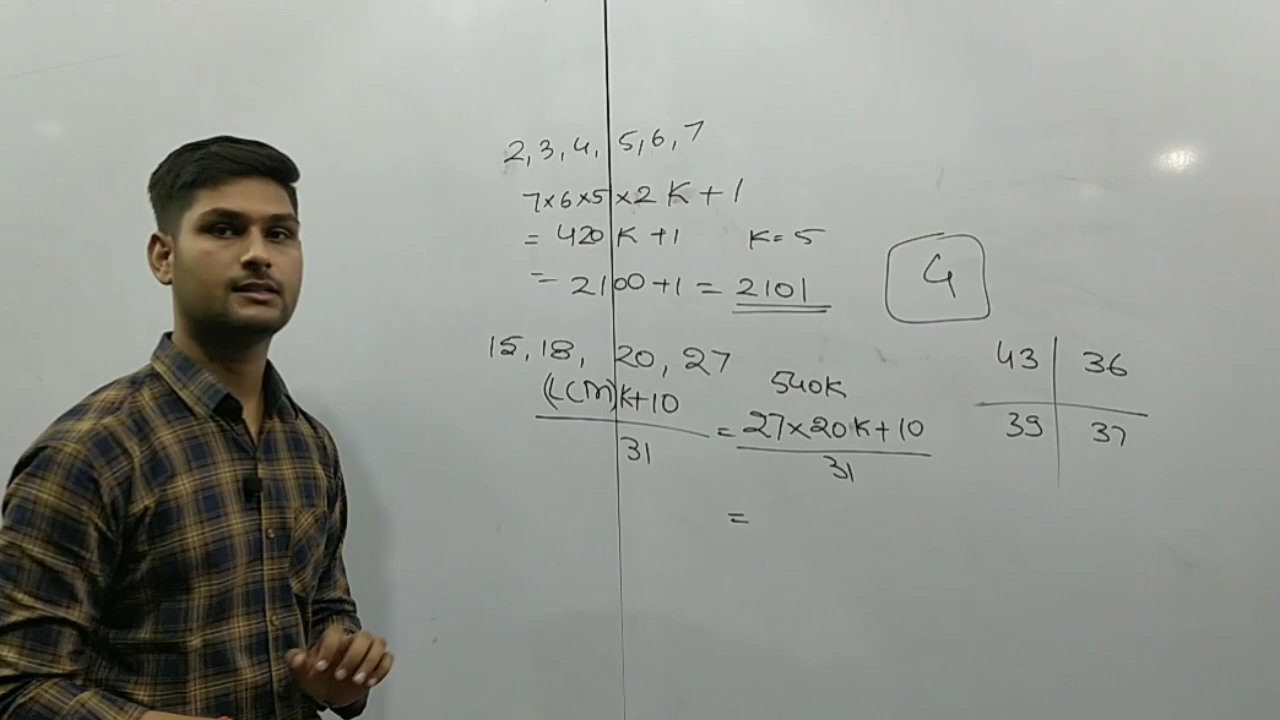 2, 3, 4, 5, 6, 7
7×6×5×2K+1
= 420K+1 K=5
= 2100+1 = 2101
4
15, 18, 20, 27
(LCM)K+10
31
540K
= 27×20K+10
31
=
43 36
39 37